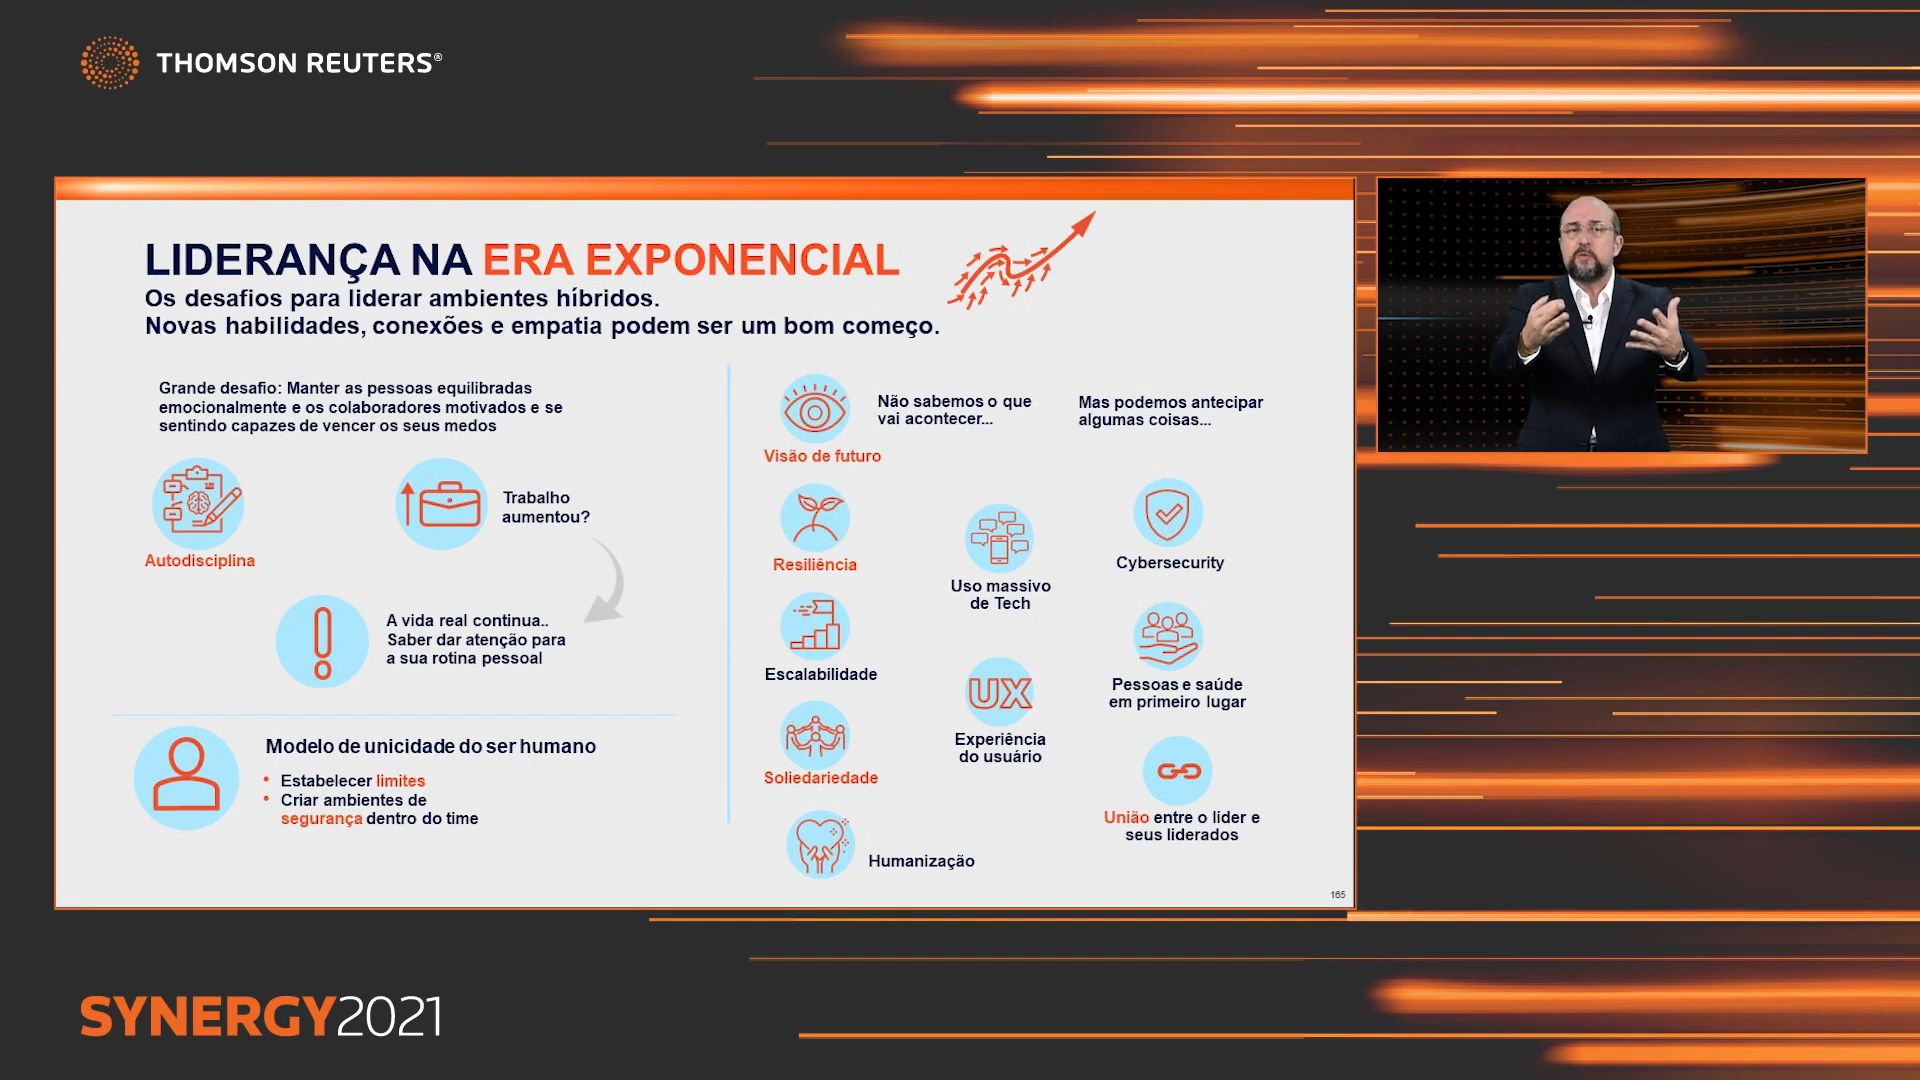 THOMSON REUTERS®
LIDERANÇA NA ERA EXPONENCIAL
Os desafios para liderar ambientes híbridos.
Novas habilidades, conexões e empatia podem ser um bom começo.
Grande desafio: Manter as pessoas equilibradas
emocionalmente e os colaboradores motivados e se
sentindo capazes de vencer os seus medos
Autodisciplina
Trabalho
aumentou?
A vida real continua..
Saber dar atenção para
a sua rotina pessoal
Modelo de unicidade do ser humano
• Estabelecer limites
• Criar ambientes de
segurança dentro do time
Não sabemos o que
vai acontecer...
Mas podemos antecipar
algumas coisas...
Visão de futuro
Resiliência
Escalabilidade
Soliedariedade
Humanização
Uso massivo
de Tech
UX
Experiência
do usuário
Cybersecurity
Pessoas e saúde
em primeiro lugar
União entre o líder e
seus liderados
165
SYNERGY2021